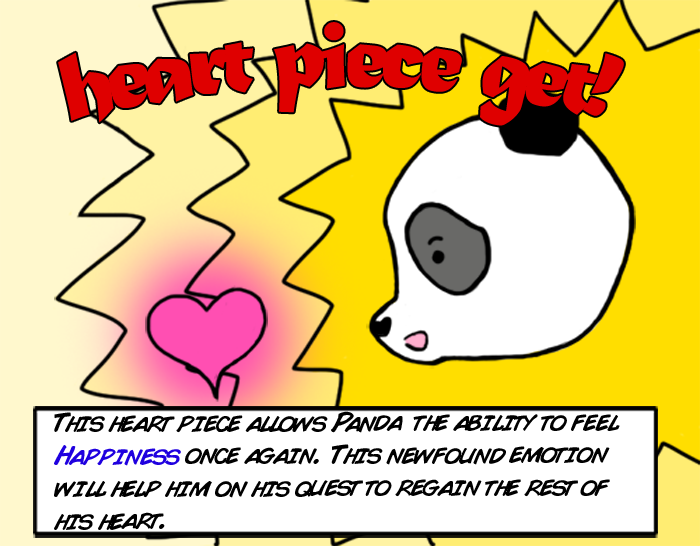 heart piece get!
This heart piece allows Panda the ability to feel
Happiness once again. This newfound emotion
will help him on his quest to regain the rest of
his heart.